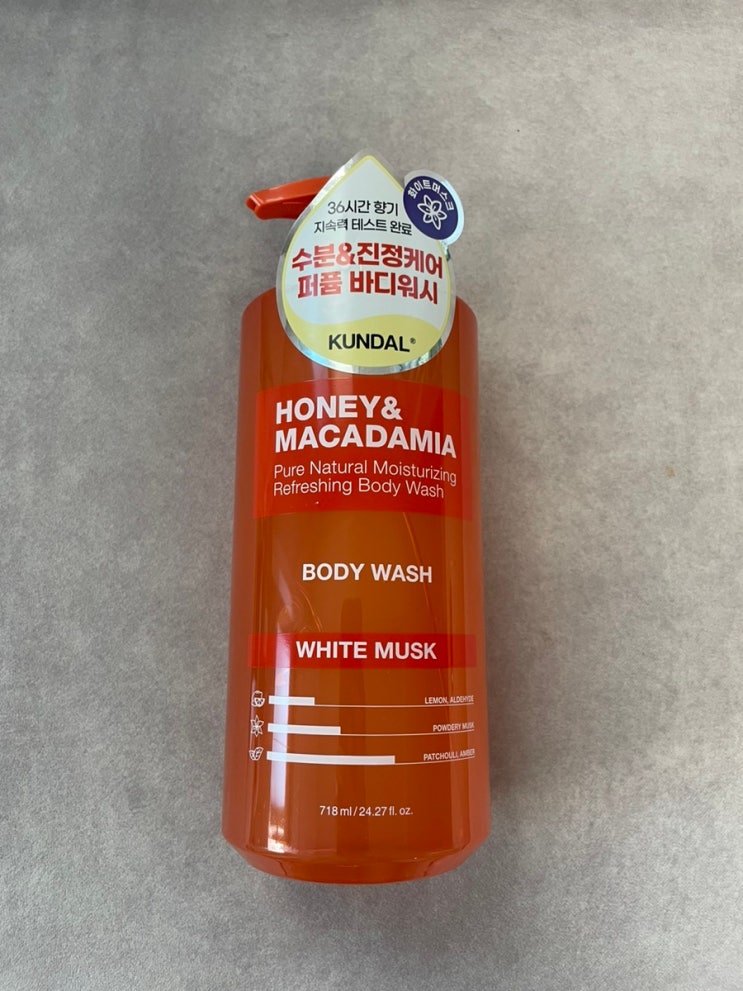 화이트머스크
36시간 향기
지속력 테스트 완료
수분&진정케어
퍼퓸 바디워시
KUNDAL®
HONEY&
MACADAMIA
Pure Natural Moisturizing
Refreshing Body Wash
BODY WASH
WHITE MUSK
LEMON, ALDEHYDE
POWDERY MUSK
PATCHOULI, AMBER
718 ml / 24.27 fl. oz.